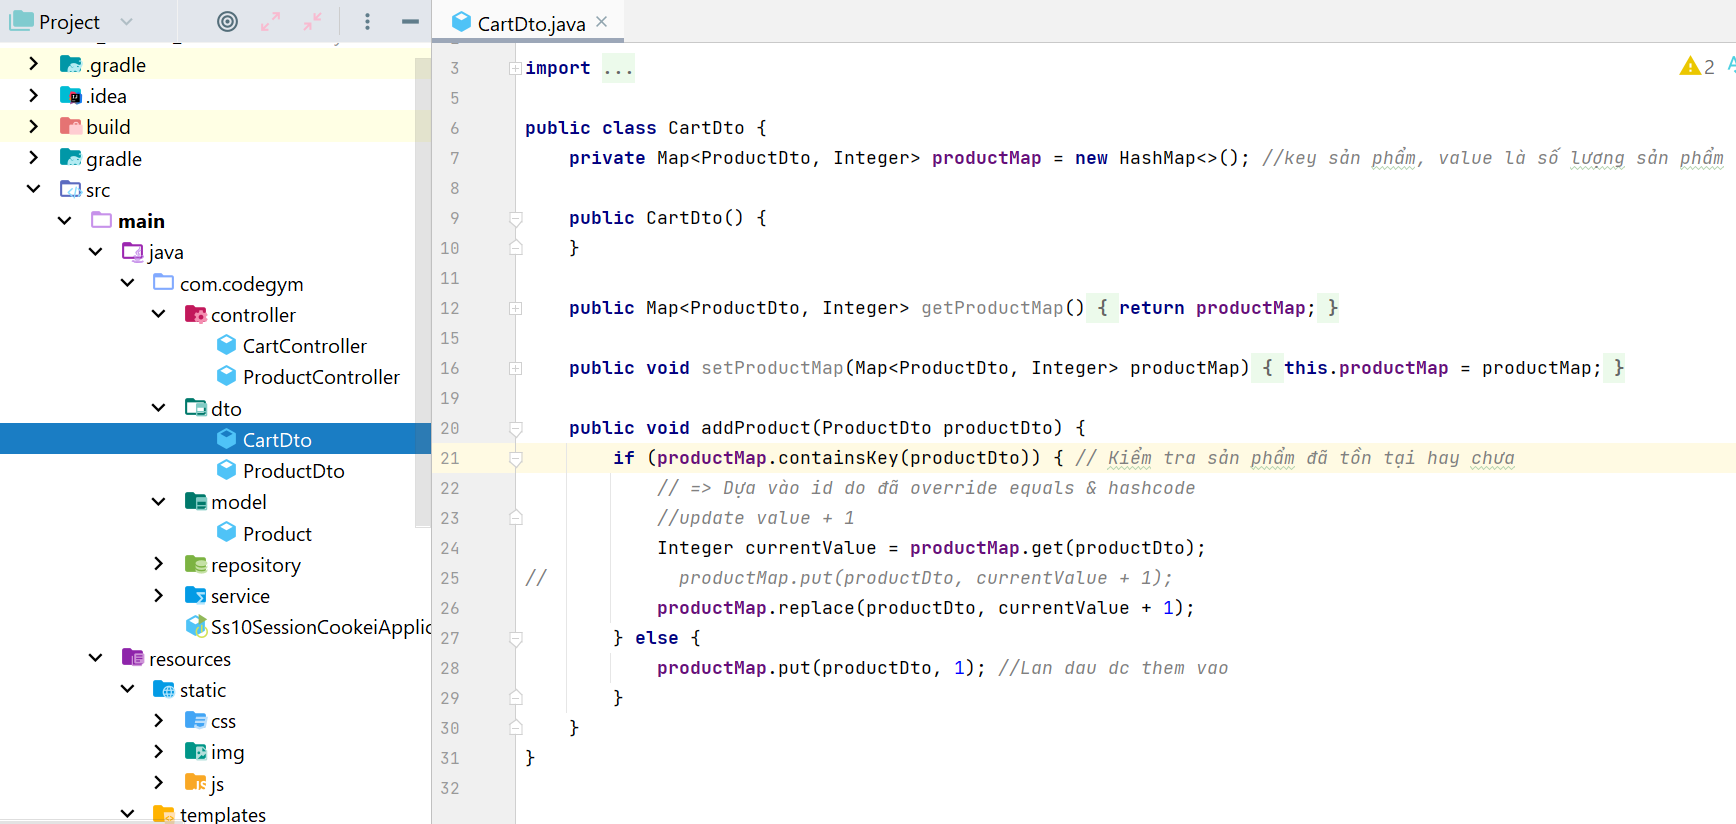 Project
.gradle
.idea
build
gradle
src
main
java
com.codegym
controller
CartController
ProductController
dto
CartDto
ProductDto
model
Product
repository
service
Ss10SessionCookeiApplic
resources
static
css
img
js
templates
CartDto.java
2
3 import ...
5
6 public class CartDto {
7 private Map<ProductDto, Integer> productMap = new HashMap<>(); //key sản phẩm, value là số lượng sản phẩm
8
9 public CartDto() {
10 }
11
12 public Map<ProductDto, Integer> getProductMap() { return productMap; }
15
16 public void setProductMap(Map<ProductDto, Integer> productMap) { this.productMap = productMap; }
19
20 public void addProduct(ProductDto productDto) {
21 if (productMap.containsKey(productDto)) { // Kiểm tra sản phẩm đã tồn tại hay chưa
22 // => Dựa vào id do đã override equals & hashcode
23 //update value + 1
24 Integer currentValue = productMap.get(productDto);
25 // productMap.put(productDto, currentValue + 1);
26 productMap.replace(productDto, currentValue + 1);
27 } else {
28 productMap.put(productDto, 1); //Lan dau dc them vao
29 }
30 }
31 }
32